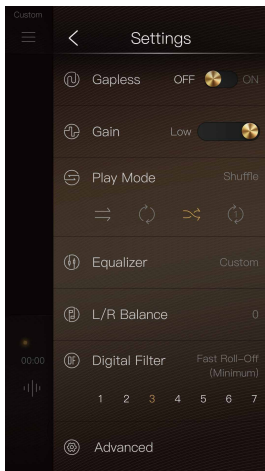 Custom
Settings
Gapless OFF ON
Gain Low
Play Mode Shuffle
Equalizer Custom
L/R Balance 0
00:00
DF Digital Filter Fast Roll-Off
(Minimum)
1 2 3 4 5 6 7
Advanced